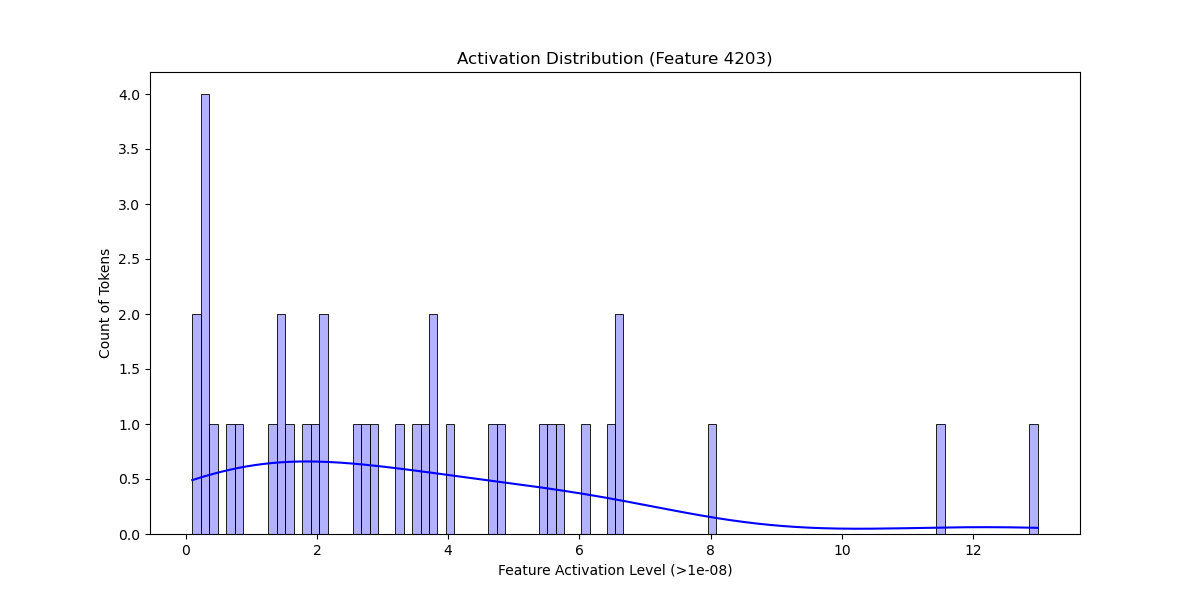 Activation Distribution (Feature 4203)
4.0
3.5
3.0
2.5
2.0
1.5
1.0
0.5
0.0
Count of Tokens
0 2 4 6 8 10 12
Feature Activation Level (>1e-08)